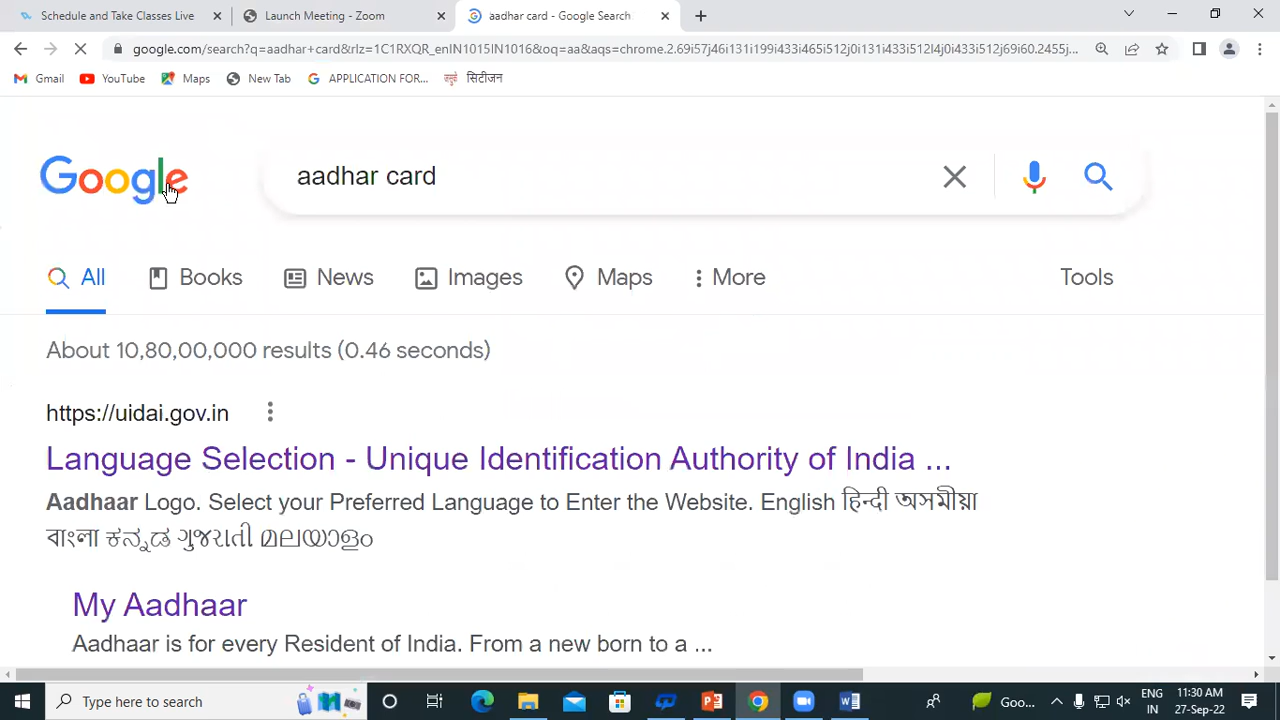 Schedule and Take Classes Live
Launch Meeting - Zoom
aadhar card - Google Search
google.com/search?q=aadhar+card&rlz=1C1RXQR_enIN1015IN1016&oq=aa&aqs=chrome.2.69i57j46i131i199i433i465i512j0i131i433i512l4j0i433i512j69i60.2455j...
Gmail YouTube Maps New Tab APPLICATION FOR... सिटीजन
Google aadhar card
All Books News Images Maps More Tools
About 10,80,00,000 results (0.46 seconds)
https://uidai.gov.in
Language Selection - Unique Identification Authority of India ...
Aadhaar Logo. Select your Preferred Language to Enter the Website. English हिन्दी অসমীয়া
বাংলা ಕನ್ನಡ ગુજરાતી മലയാളം
My Aadhaar
Aadhaar is for every Resident of India. From a new born to a ...
Type here to search
Goo...
ENG
IN
11:30 AM
27-Sep-22